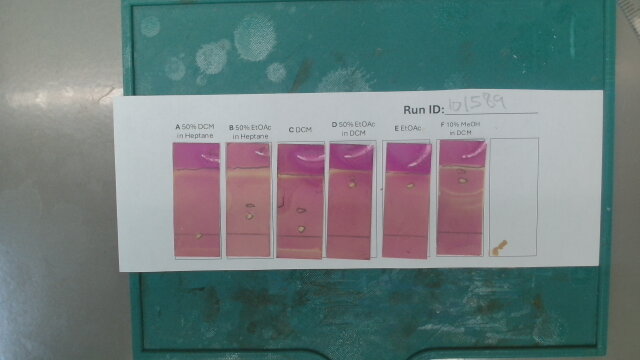 Run ID: 101589
A 50% DCM
in Heptane
B 50% EtOAc
in Heptane
C DCM
D 50% EtOAc
in DCM
E EtOAc
F 10% MeOH
in DCM